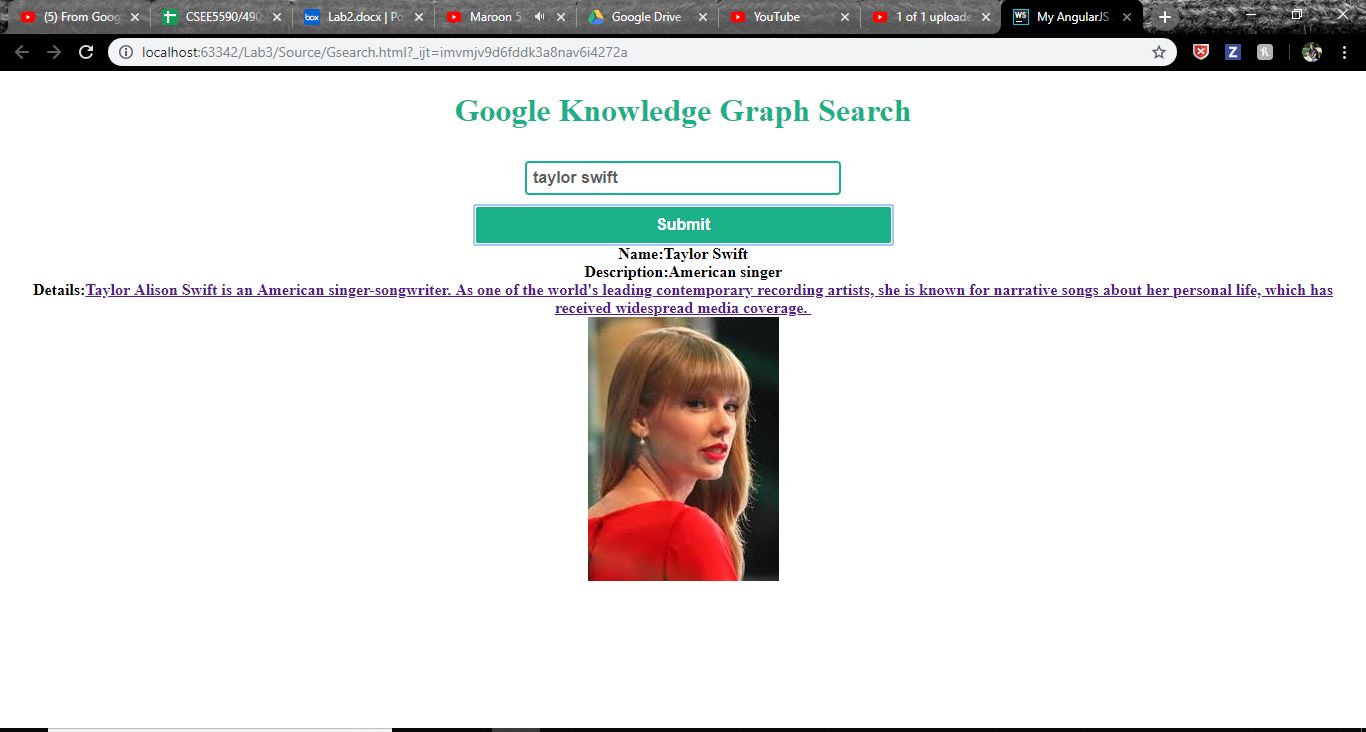 (5) From Goog
CSEE5590/490
box
Lab2.docx | Po
Maroon 5
Google Drive
YouTube
1 of 1 uploade
WS
My AngularJS
localhost:63342/Lab3/Source/Gsearch.html?_ijt=imvmjv9d6fddk3a8nav6i4272a
Z
Google Knowledge Graph Search
taylor swift
Submit
Name:Taylor Swift
Description:American singer
Details:Taylor Alison Swift is an American singer-songwriter. As one of the world's leading contemporary recording artists, she is known for narrative songs about her personal life, which has
received widespread media coverage.